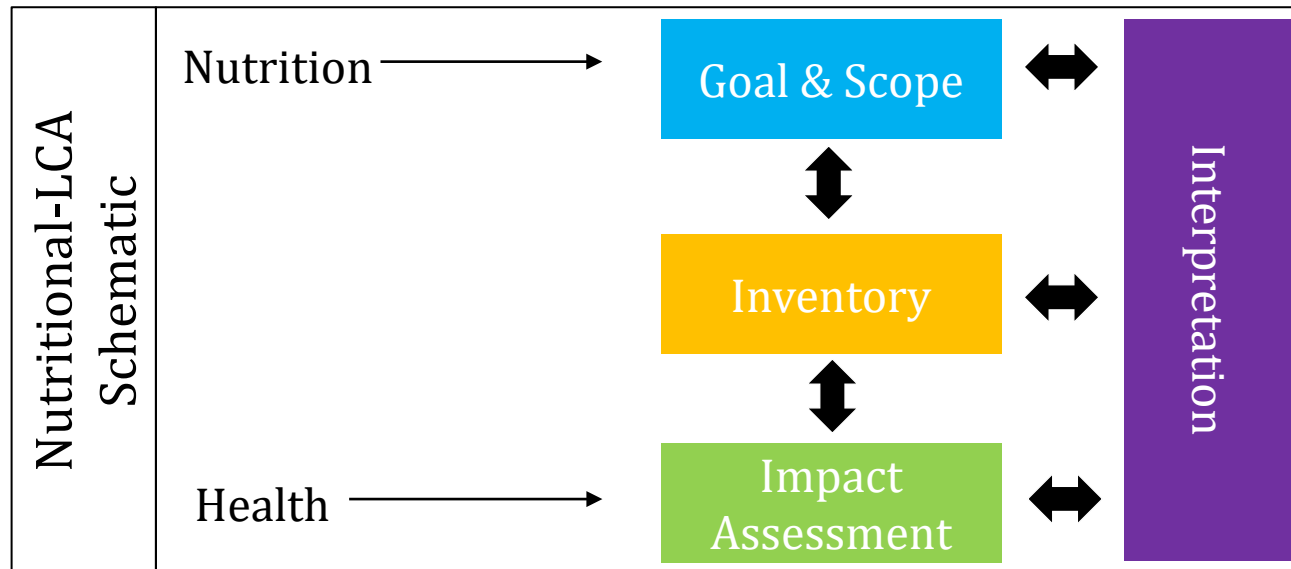 Nutritional-LCA
Schematic
Nutrition
Goal & Scope
Inventory
Health
Impact
Assessment
Interpretation